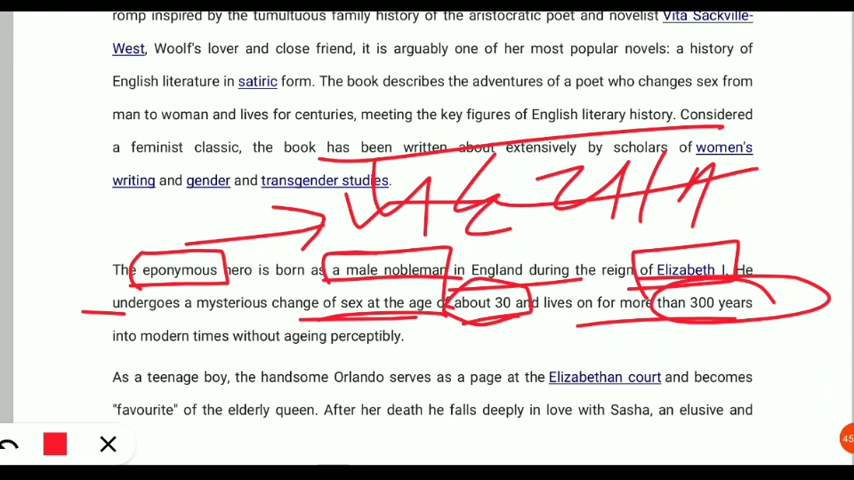 romp inspired by the tumultuous family history of the aristocratic poet and novelist Vita Sackville-
West, Woolf's lover and close friend, it is arguably one of her most popular novels: a history of
English literature in satiric form. The book describes the adventures of a poet who changes sex from
man to woman and lives for centuries, meeting the key figures of English literary history. Considered
a feminist classic, the book has been written about extensively by scholars of women's
writing and gender and transgender studies.
The eponymous hero is born as a male nobleman in England during the reign of Elizabeth I. He
undergoes a mysterious change of sex at the age of about 30 and lives on for more than 300 years
into modern times without ageing perceptibly.
As a teenage boy, the handsome Orlando serves as a page at the Elizabethan court and becomes
"favourite" of the elderly queen. After her death he falls deeply in love with Sasha, an elusive and
45